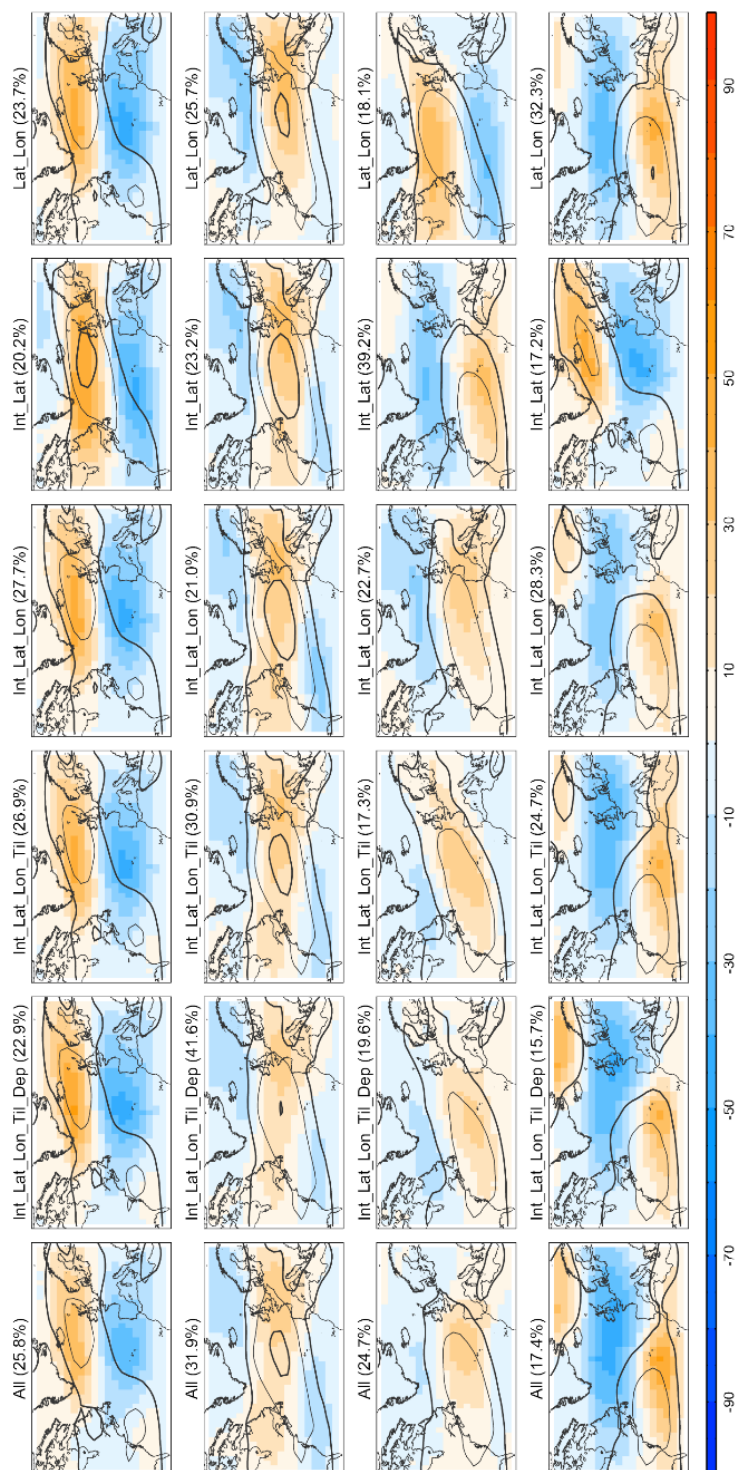 All (25.8%)
Int_Lat_Lon_Til_Dep (22.9%)
Int_Lat_Lon_Til (26.9%)
Int_Lat_Lon (27.7%)
Int_Lat (20.2%)
Lat_Lon (23.7%)
All (31.9%)
Int_Lat_Lon_Til_Dep (41.6%)
Int_Lat_Lon_Til (30.9%)
Int_Lat_Lon (21.0%)
Int_Lat (23.2%)
Lat_Lon (25.7%)
All (24.7%)
Int_Lat_Lon_Til_Dep (19.6%)
Int_Lat_Lon_Til (17.3%)
Int_Lat_Lon (22.7%)
Int_Lat (39.2%)
Lat_Lon (18.1%)
All (17.4%)
Int_Lat_Lon_Til_Dep (15.7%)
Int_Lat_Lon_Til (24.7%)
Int_Lat_Lon (28.3%)
Int_Lat (17.2%)
Lat_Lon (32.3%)
-90 -70 -50 -30 -10 10 30 50 70 90